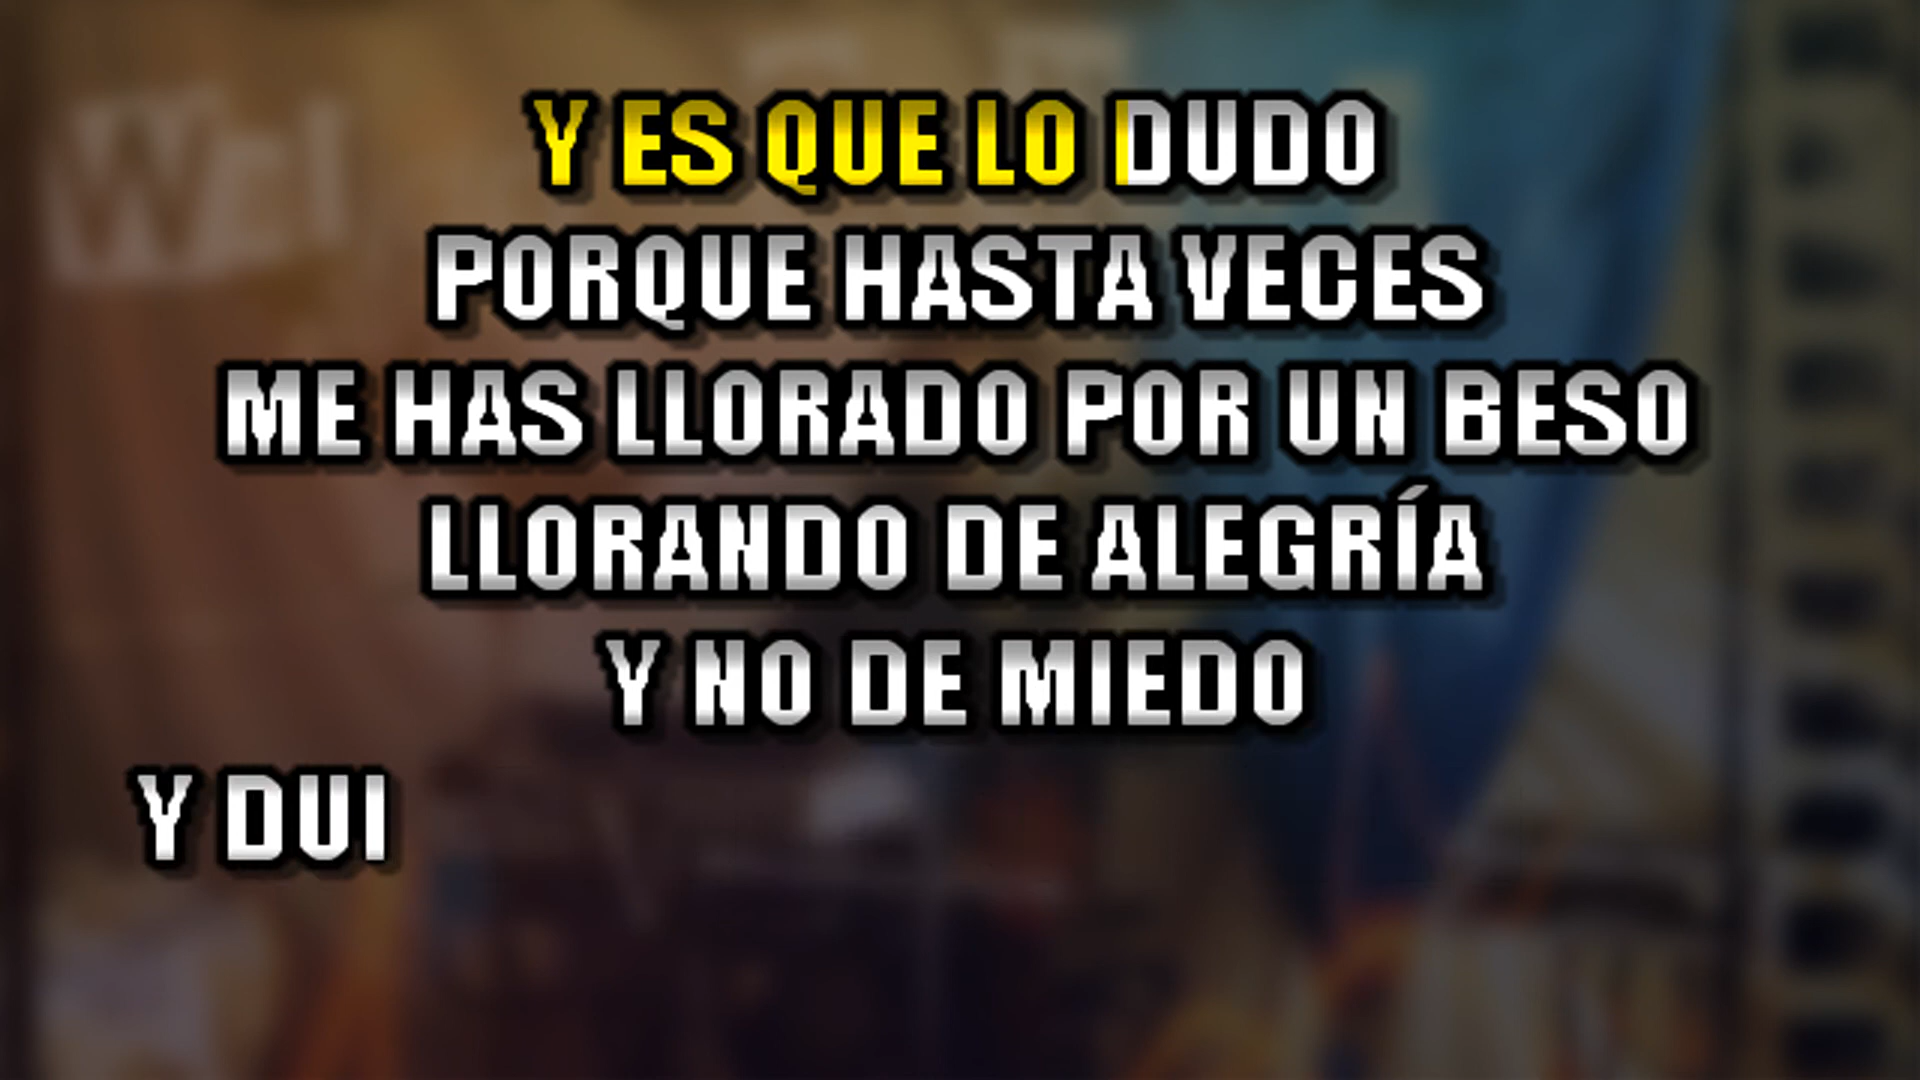 Y ES QUE LO DUDO
PORQUE HASTA VECES
ME HAS LLORADO POR UN BESO
LLORANDO DE ALEGRÍA
Y NO DE MIEDO
Y DUI